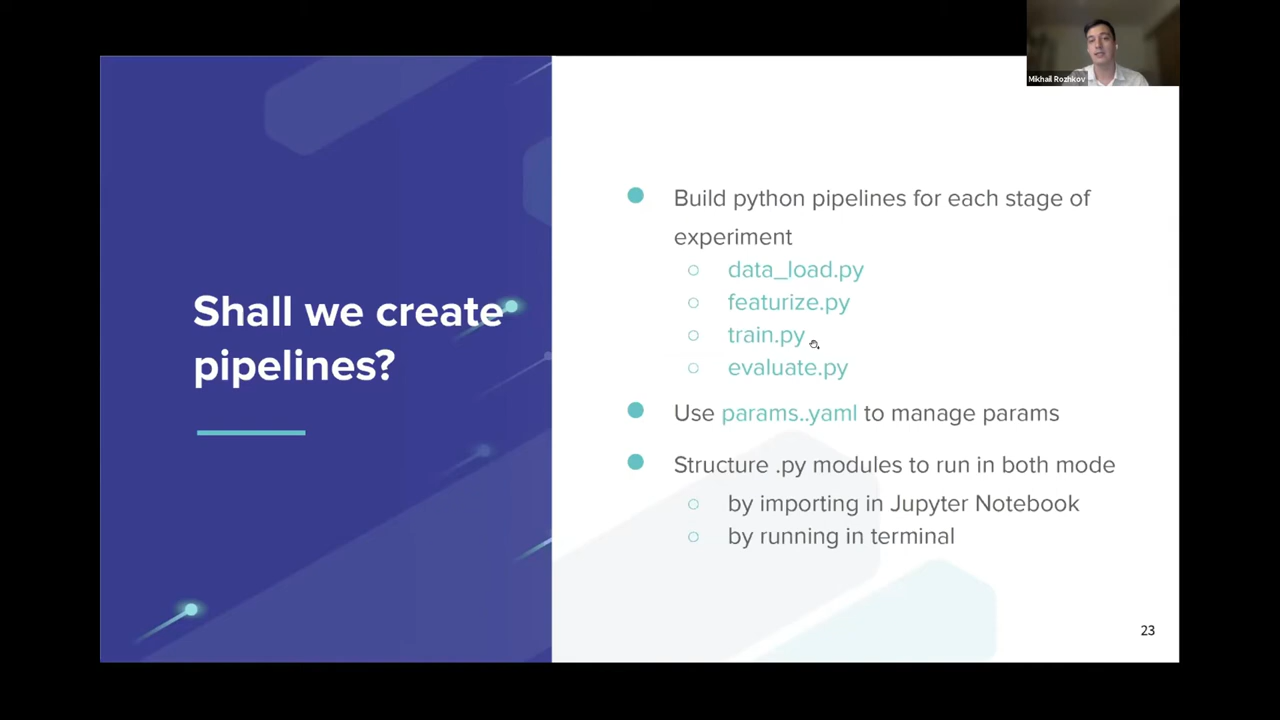 Mikhail Rozhkov
Shall we create
pipelines?
Build python pipelines for each stage of
experiment
data_load.py
featurize.py
train.py
evaluate.py
Use params..yaml to manage params
Structure .py modules to run in both mode
by importing in Jupyter Notebook
by running in terminal
23